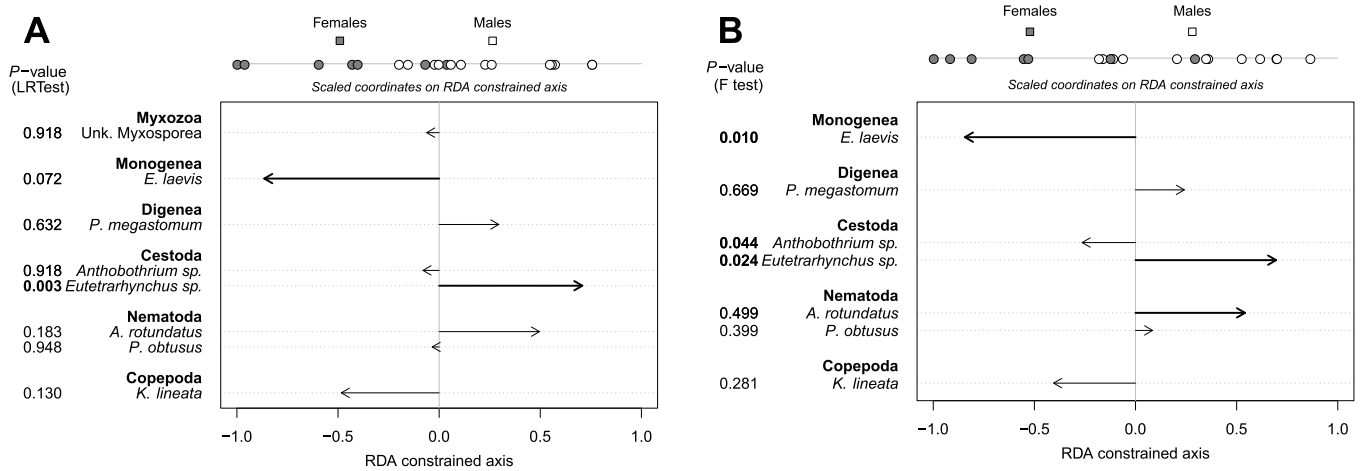 A
Females
Males
P−value
(LRTest)
Scaled coordinates on RDA constrained axis
Myxozoa
0.918 Unk. Myxosporea
Monogenea
0.072 E. laevis
Digenea
0.632 P. megastomum
Cestoda
0.918 Anthobothrium sp.
0.003 Eutetrarhynchus sp.
Nematoda
0.183 A. rotundatus
0.948 P. obtusus
Copepoda
0.130 K. lineata
−1.0 −0.5 0.0 0.5 1.0
RDA constrained axis
B
Females
Males
P−value
(F test)
Scaled coordinates on RDA constrained axis
Monogenea
0.010 E. laevis
Digenea
0.669 P. megastomum
Cestoda
0.044 Anthobothrium sp.
0.024 Eutetrarhynchus sp.
Nematoda
0.499 A. rotundatus
0.399 P. obtusus
Copepoda
0.281 K. lineata
−1.0 −0.5 0.0 0.5 1.0
RDA constrained axis